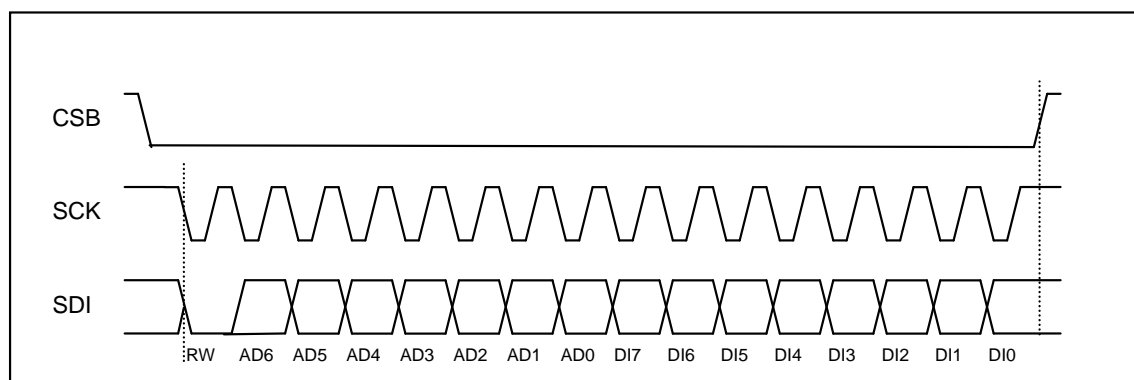 CSB
SCK
SDI
RW AD6 AD5 AD4 AD3 AD2 AD1 AD0 DI7 DI6 DI5 DI4 DI3 DI2 DI1 DI0